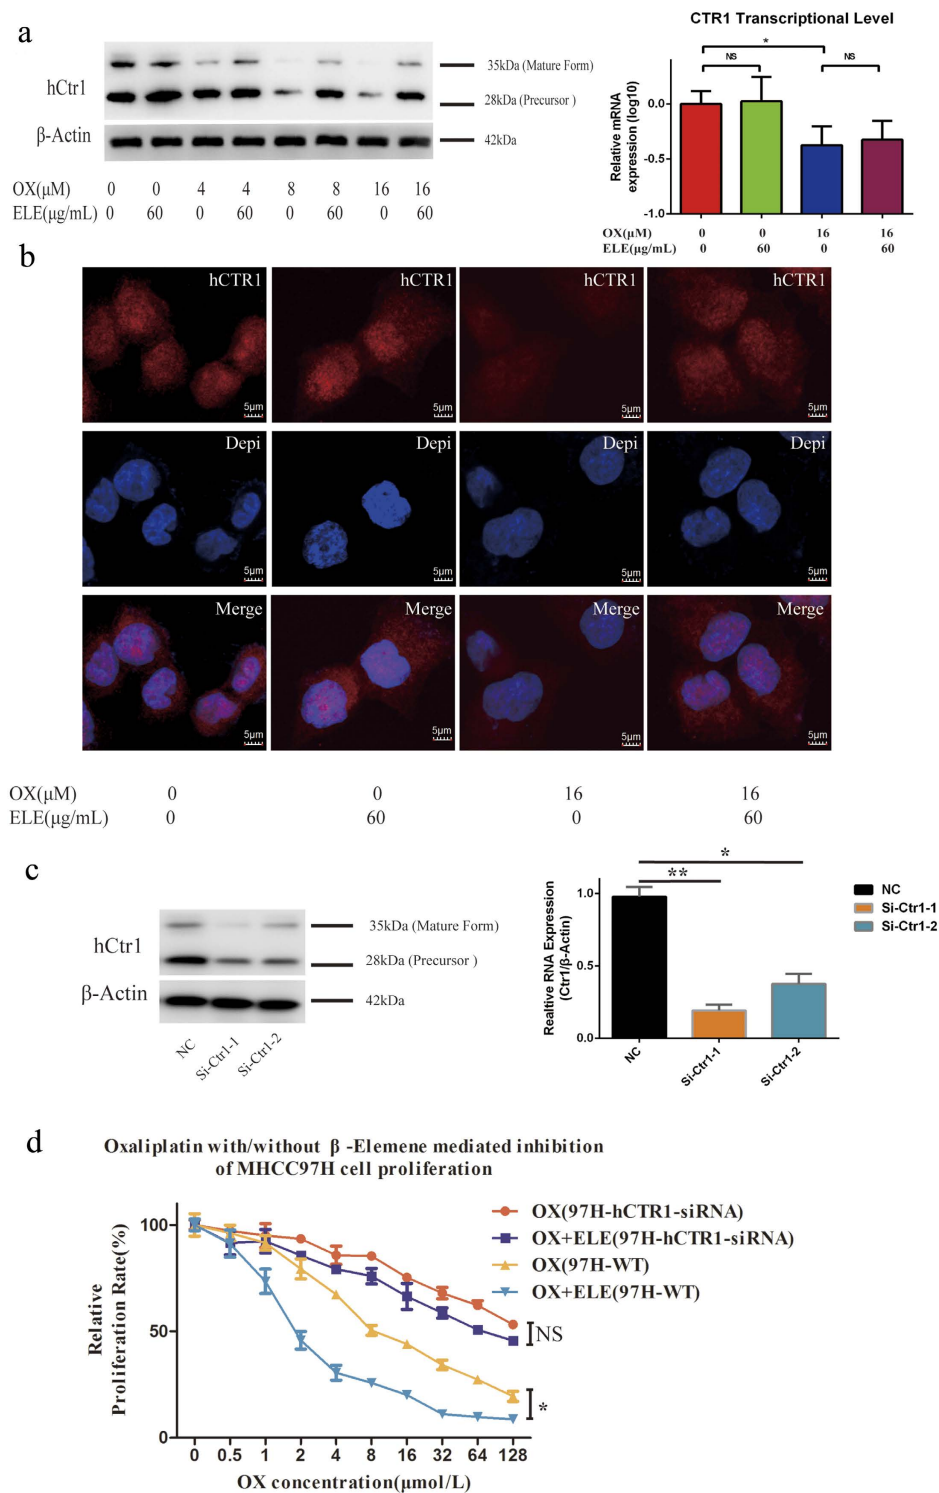 a
hCtr1
β-Actin
35kDa (Mature Form)
28kDa (Precursor )
42kDa
OX(μM) 0 0 4 4 8 8 16 16
ELE(μg/mL) 0 60 0 60 0 60 0 60
CTR1 Transcriptional Level
Relative mRNA
expression (log10)
0.0
-0.5
-1.0
*
NS
NS
OX(μM) 0 0 16 16
ELE(μg/mL) 0 60 0 60
b
hCTR1 hCTR1 hCTR1 hCTR1
5μm 5μm 5μm 5μm
Depi Depi Depi Depi
5μm 5μm 5μm 5μm
Merge Merge Merge Merge
5μm 5μm 5μm 5μm
OX(μM) 0 0 16 16
ELE(μg/mL) 0 60 0 60
c
hCtr1
β-Actin
35kDa (Mature Form)
28kDa (Precursor )
42kDa
NC Si-Ctr1-1 Si-Ctr1-2
Realtive RNA Expression
(Ctr1/β-Actin)
1.0
0.5
0.0
*
**
NC Si-Ctr1-1 Si-Ctr1-2
NC
Si-Ctr1-1
Si-Ctr1-2
d
Oxaliplatin with/without β -Elemene mediated inhibition
of MHCC97H cell proliferation
Relative
Proliferation Rate(%)
100
50
0
OX(97H-hCTR1-siRNA)
OX+ELE(97H-hCTR1-siRNA)
OX(97H-WT)
OX+ELE(97H-WT)
NS
*
0 0.5 1 2 4 8 16 32 64 128
OX concentration(μmol/L)